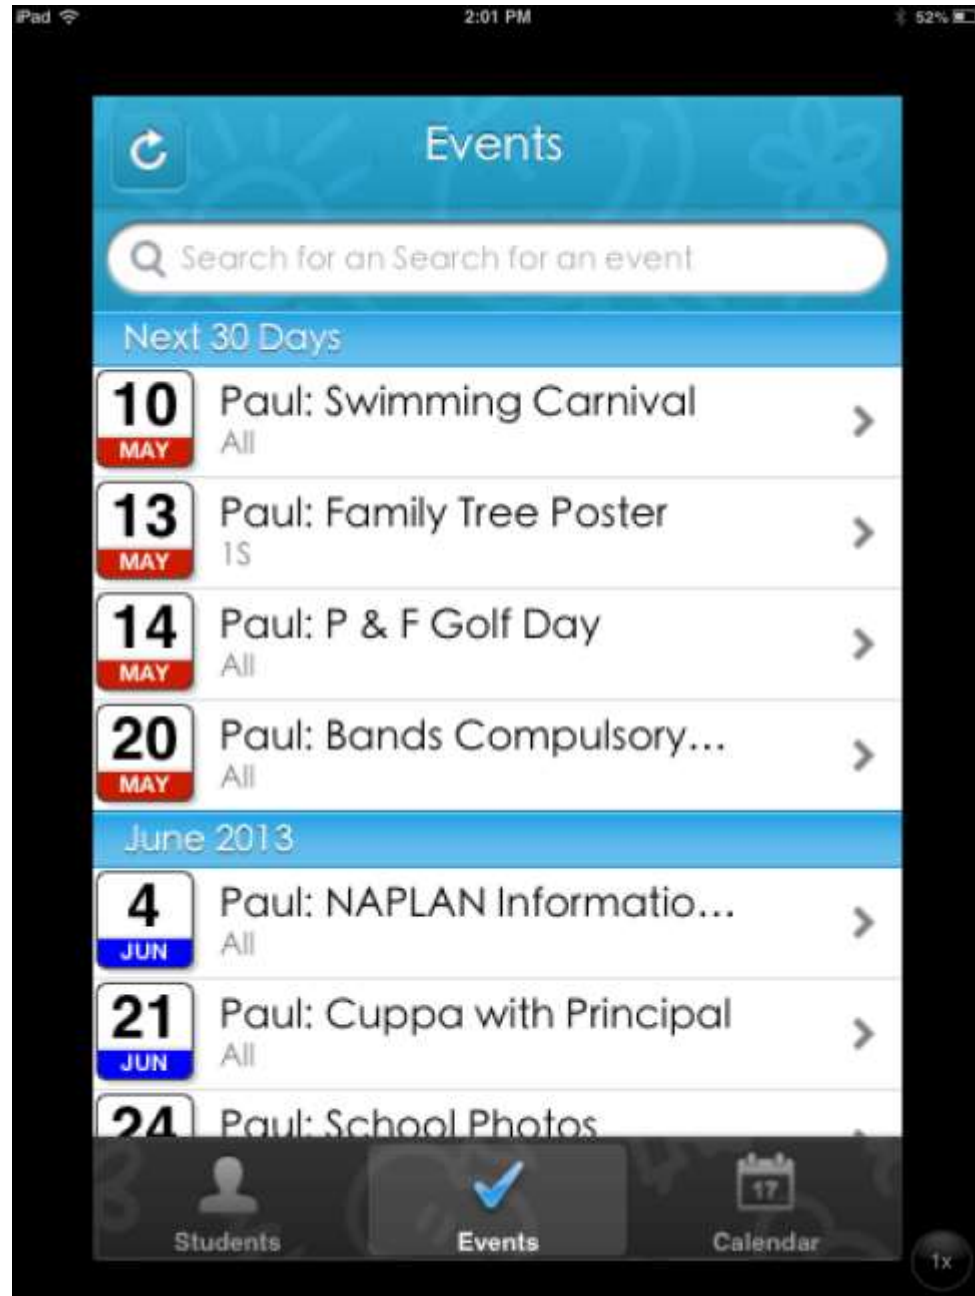 iPad 2:01 PM 52%
Events
Search for an Search for an event
Next 30 Days
10 Paul: Swimming Carnival
MAY All
13 Paul: Family Tree Poster
MAY 1S
14 Paul: P & F Golf Day
MAY All
20 Paul: Bands Compulsory...
MAY All
June 2013
4 Paul: NAPLAN Informatio...
JUN All
21 Paul: Cuppa with Principal
JUN All
24 Paul: School Photos
17
Students Events Calendar
1x